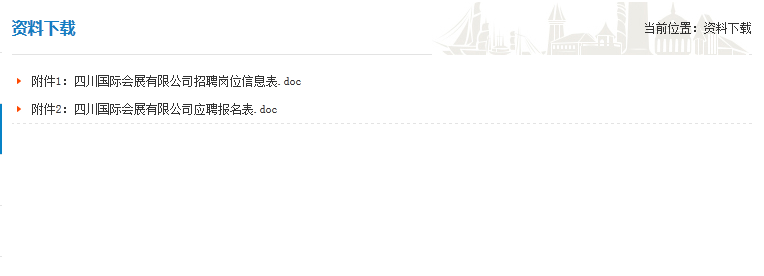 资料下载
当前位置：资料下载
附件1：四川国际会展有限公司招聘岗位信息表.doc
附件2：四川国际会展有限公司应聘报名表.doc